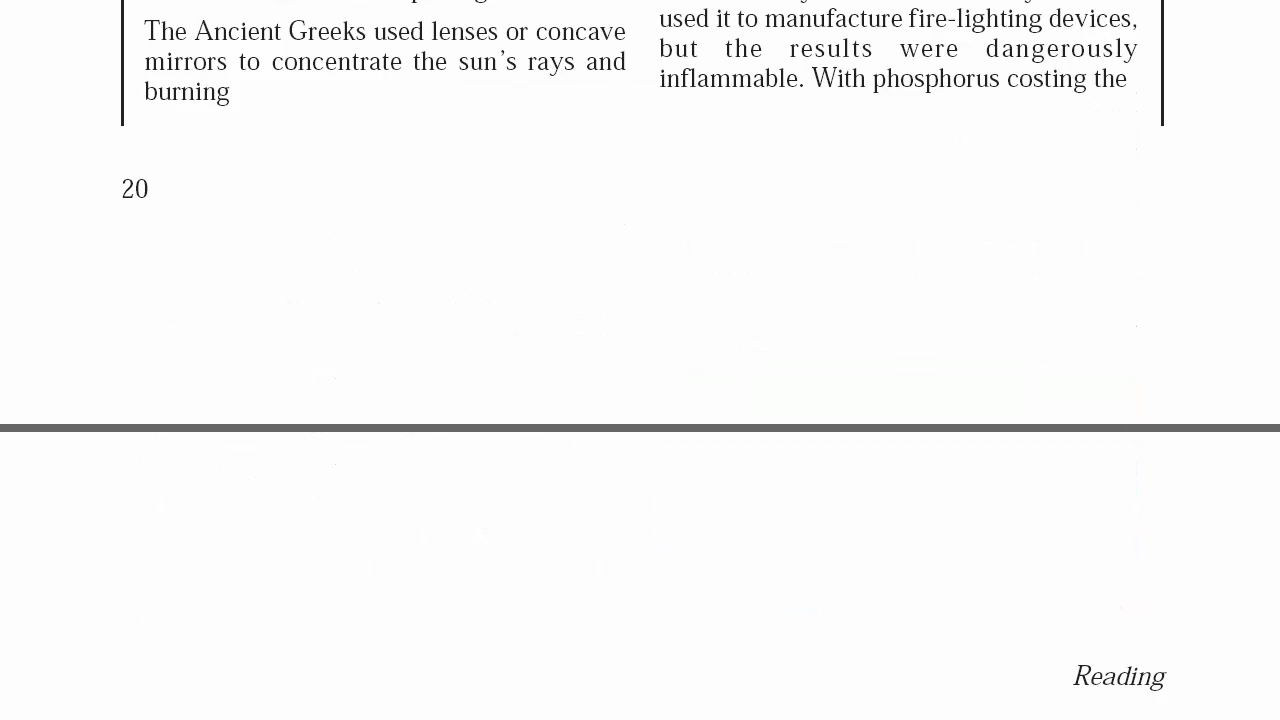 The Ancient Greeks used lenses or concave
mirrors to concentrate the sun's rays and
burning
used it to manufacture fire-lighting devices,
but the results were dangerously
inflammable. With phosphorus costing the
20
Reading